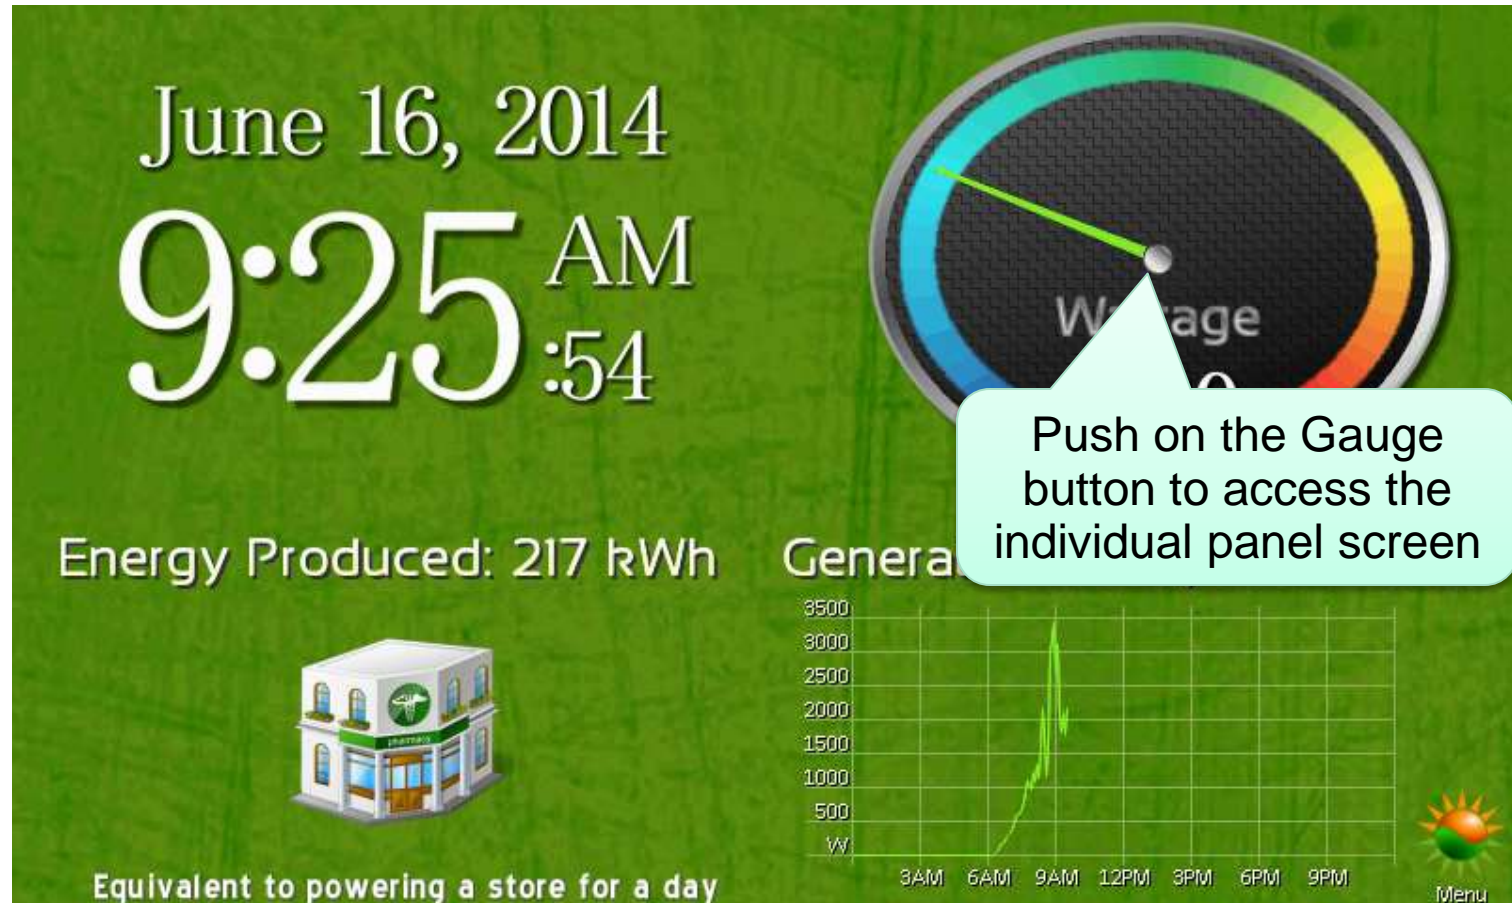 June 16, 2014
9:25 AM
:54
Push on the Gauge
button to access the
individual panel screen
Energy Produced: 217 kWh
pharmacy
Equivalent to powering a store for a day
3500
3000
2500
2000
1500
1000
500
W
3AM 6AM 9AM 12PM 3PM 6PM 9PM
Menu